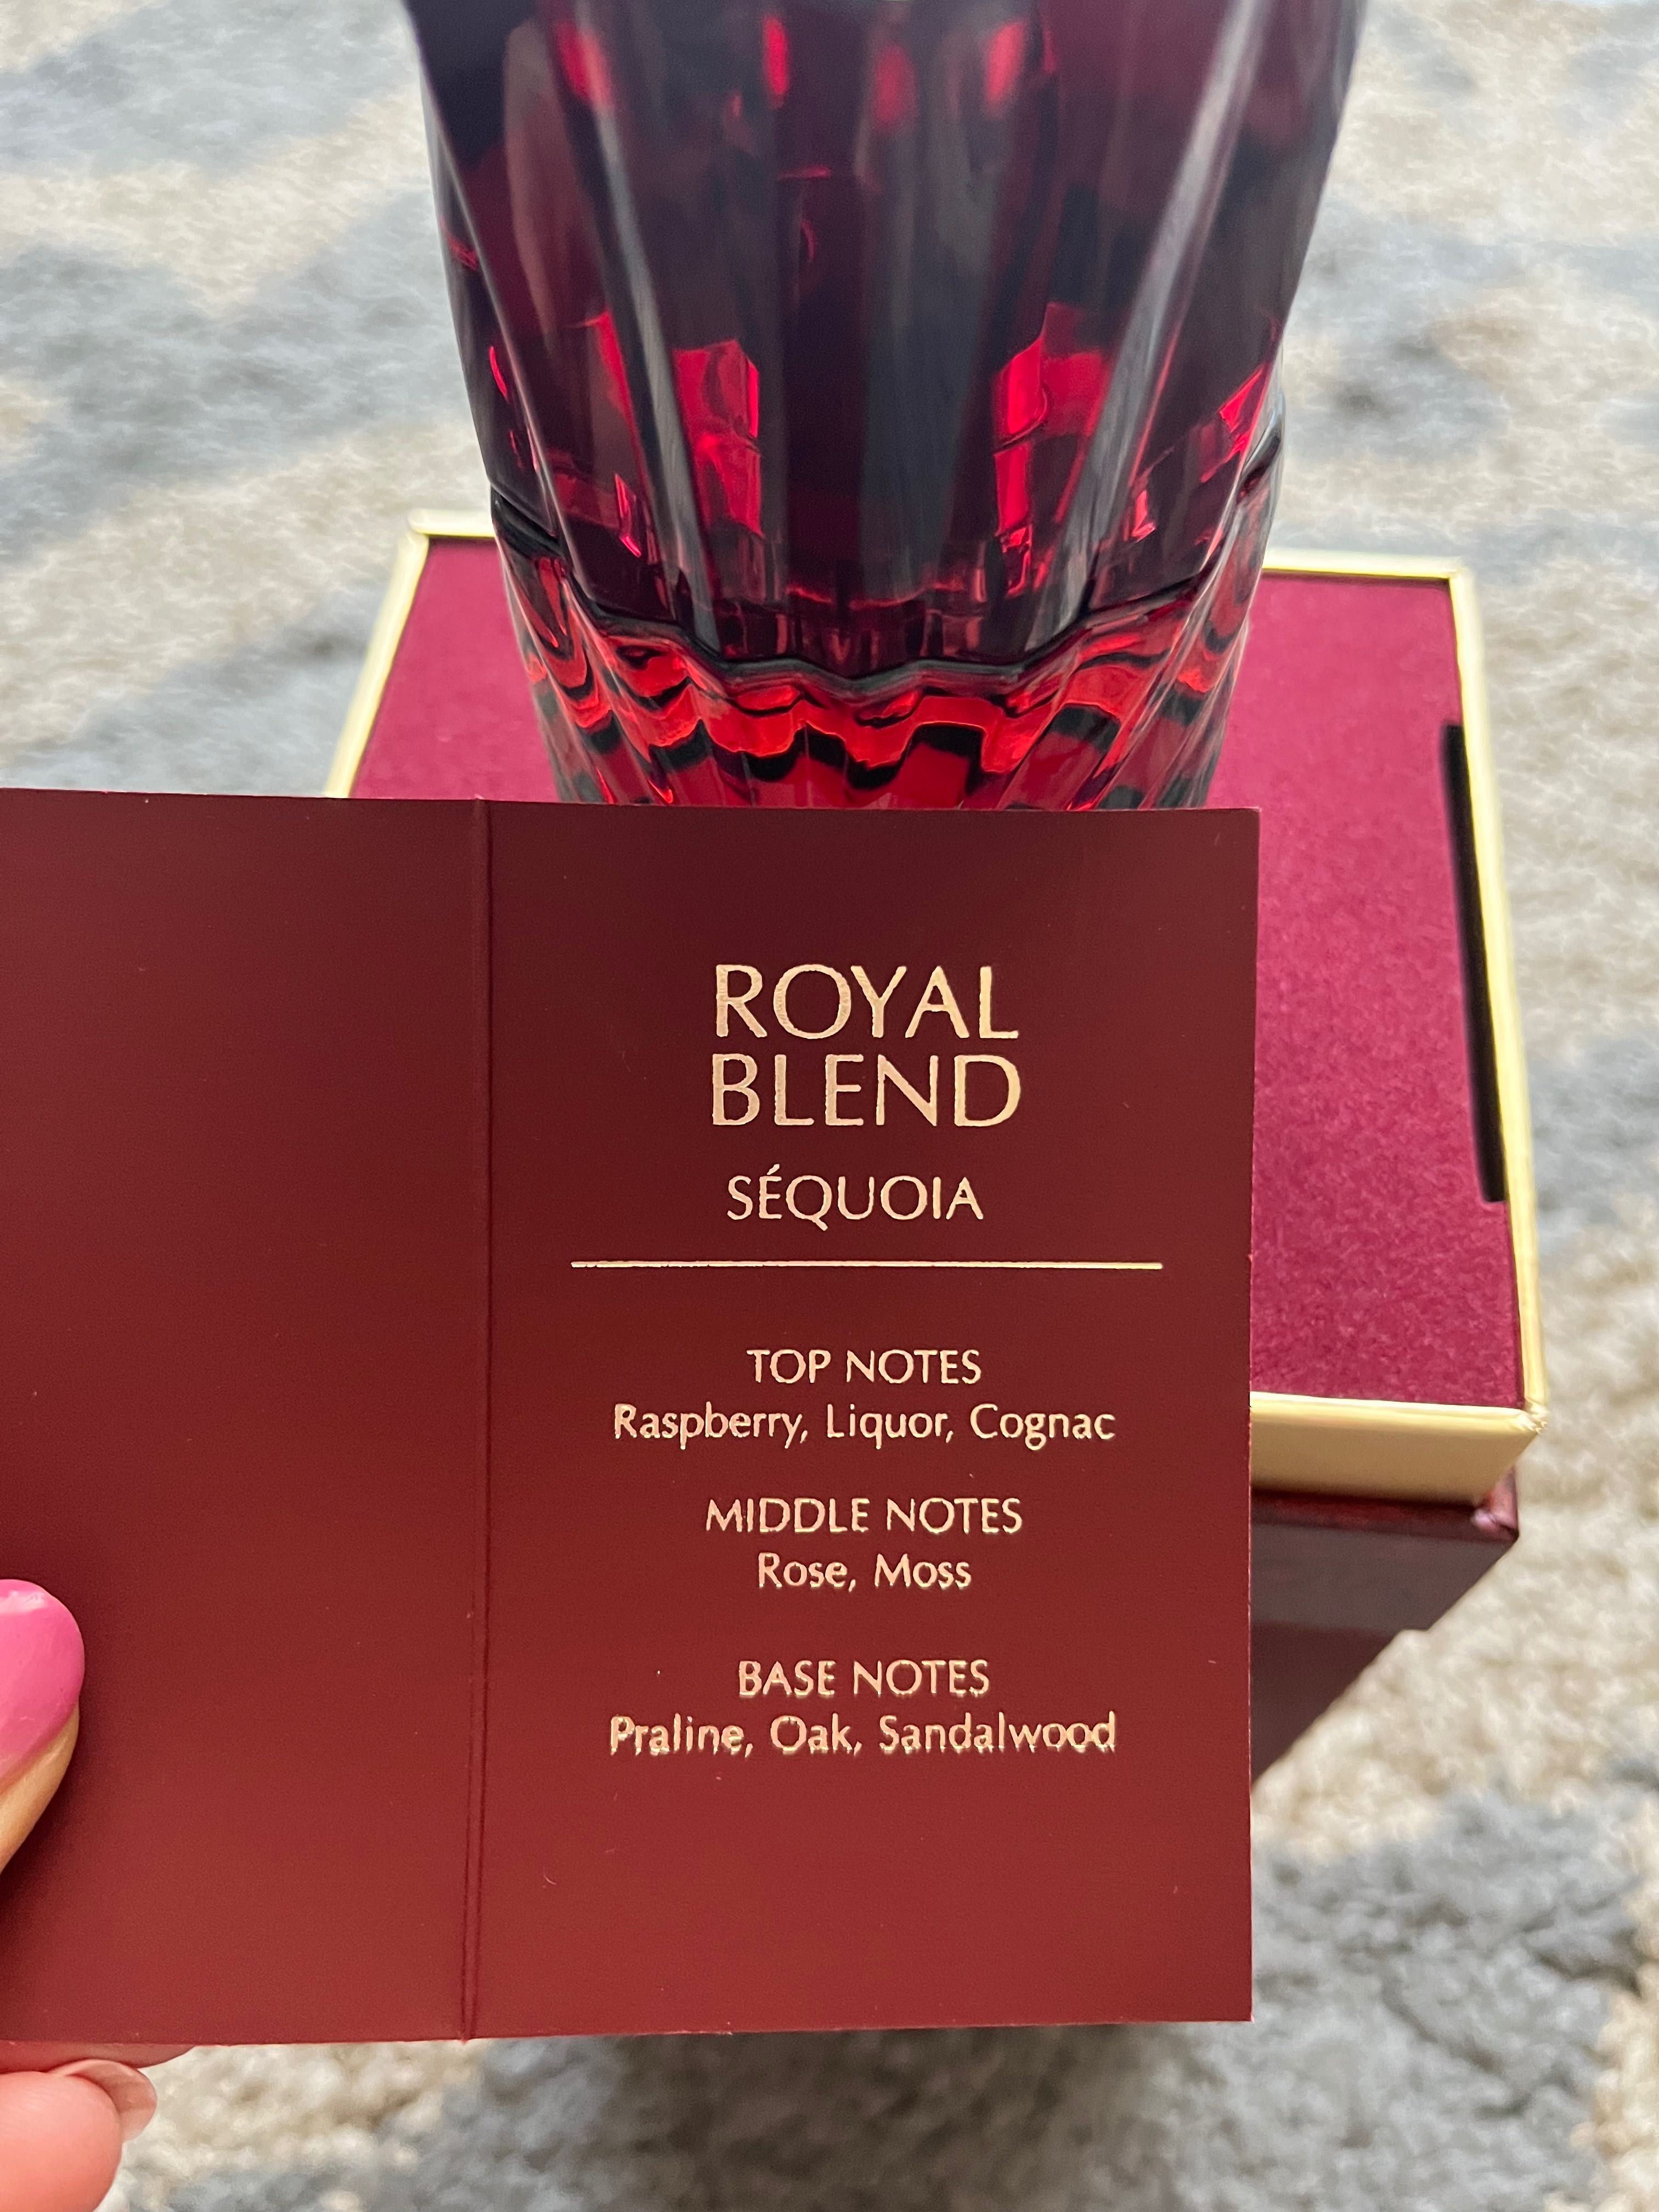 ROYAL
BLEND
SÉQUOIA
TOP NOTES
Raspberry, Liquor, Cognac
MIDDLE NOTES
Rose, Moss
BASE NOTES
Praline, Oak, Sandalwood